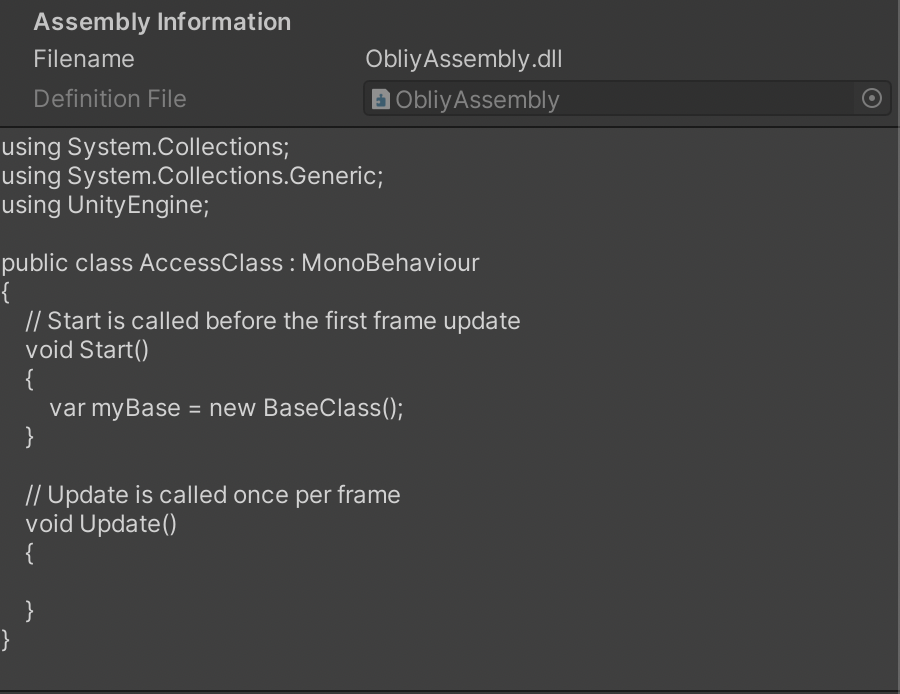 Assembly Information
Filename ObliyAssembly.dll
Definition File ObliyAssembly
using System.Collections;
using System.Collections.Generic;
using UnityEngine;
public class AccessClass : MonoBehaviour
{
// Start is called before the first frame update
void Start()
{
var myBase = new BaseClass();
}
// Update is called once per frame
void Update()
{
}
}